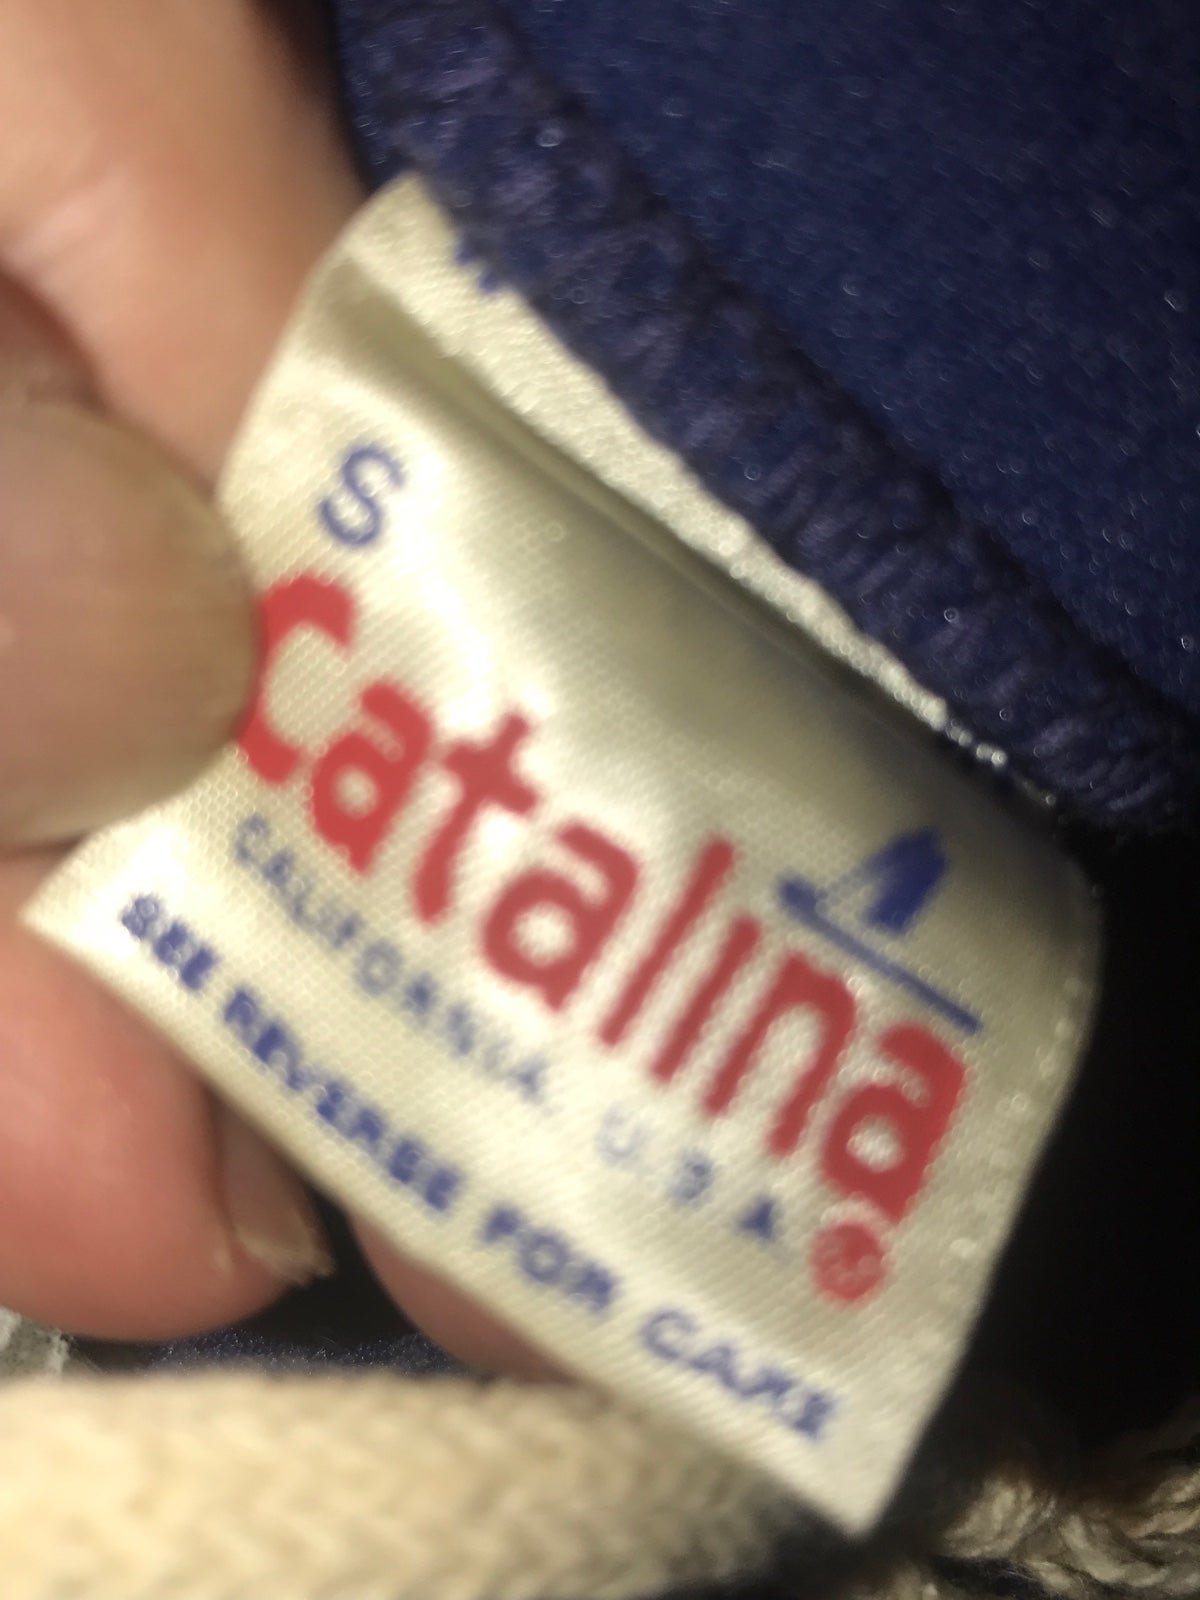 S
Catalina®
CALIFORNIA, U.S.A.
SEE REVERSE FOR CARE